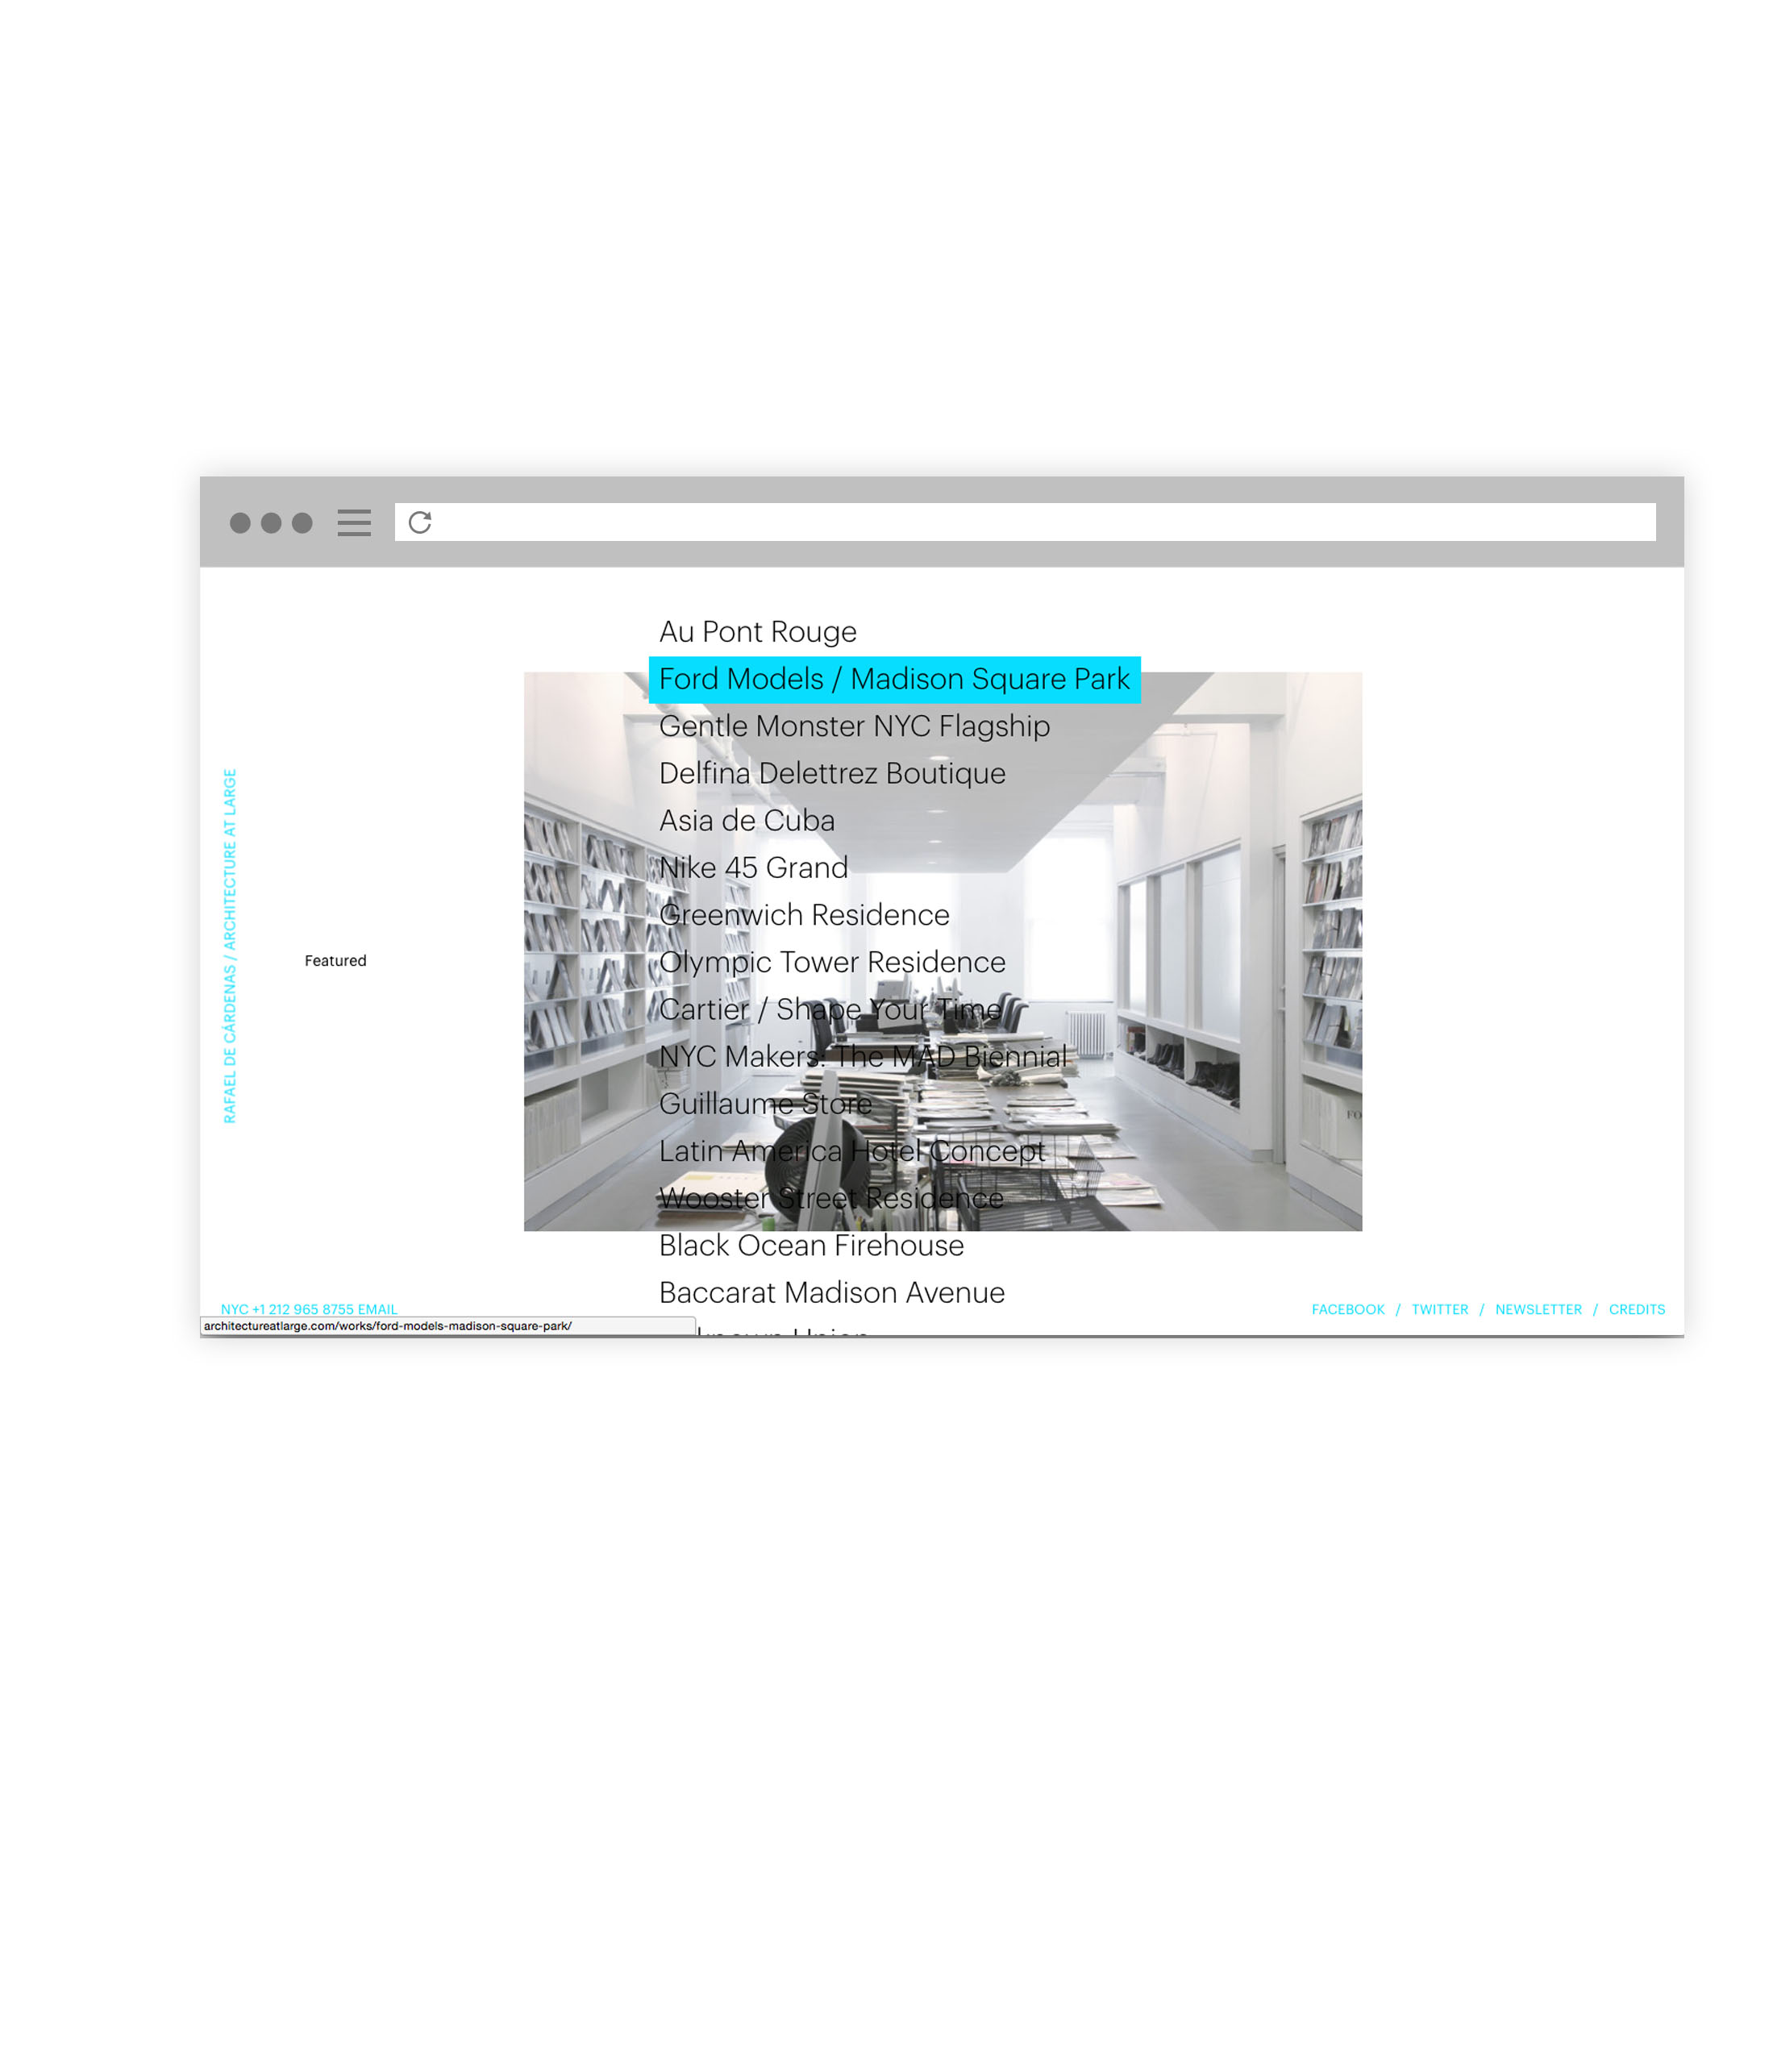 Au Pont Rouge
Ford Models / Madison Square Park
Gentle Monster NYC Flagship
Delfina Delettrez Boutique
Asia de Cuba
Nike 45 Grand
Greenwich Residence
Olympic Tower Residence
Cartier / Shape Your Time
NYC Makers: The MAD Biennial
Guillaume Store
Latin America Hotel Concept
Wooster Street Residence
Black Ocean Firehouse
Baccarat Madison Avenue
RAFAEL DE CÁRDENAS / ARCHITECTURE AT LARGE
Featured
FO
NYC +1 212 965 8755 EMAIL
FACEBOOK / TWITTER / NEWSLETTER / CREDITS
architectureatlarge.com/works/ford-models-madison-square-park/